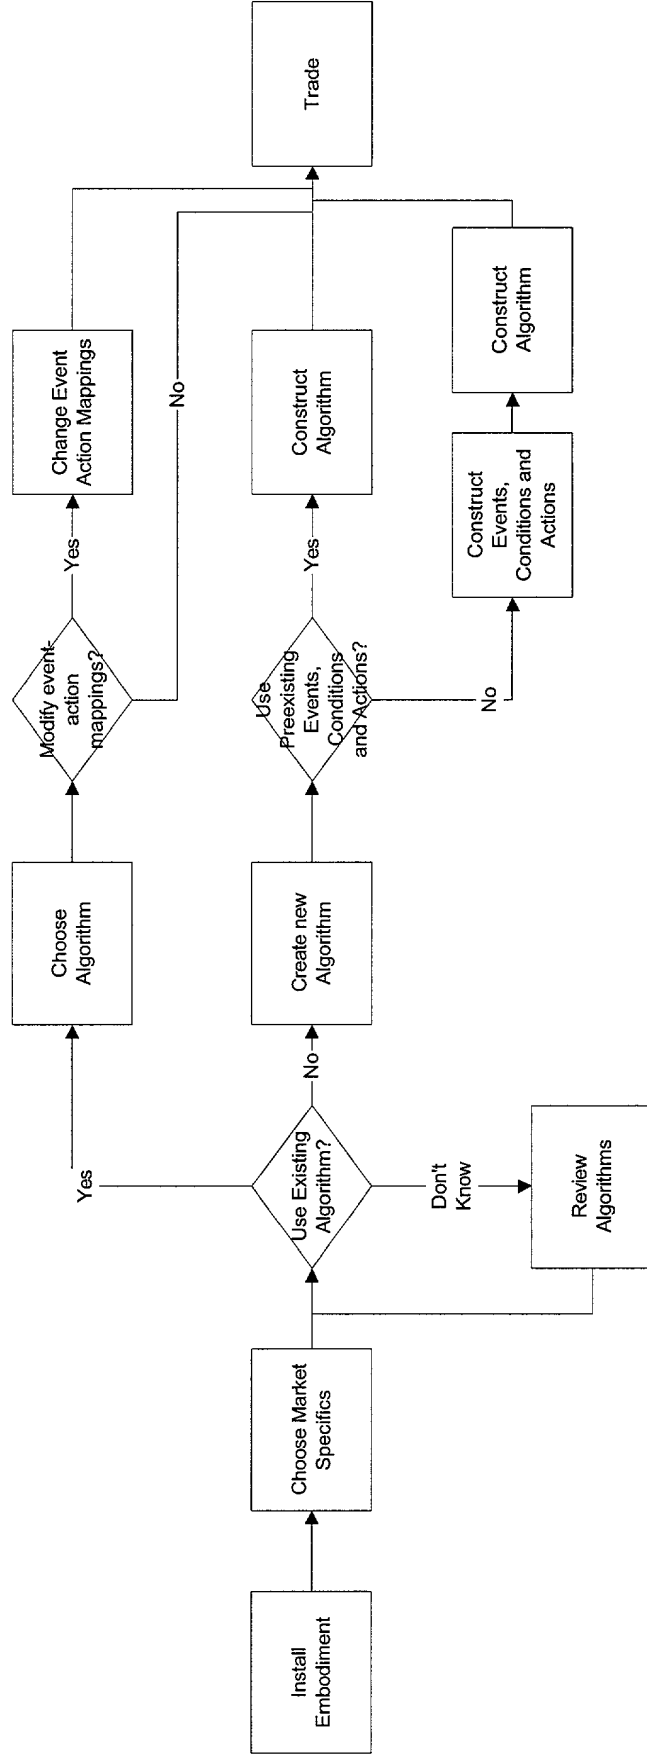 Install
Embodiment
Choose Market
Specifics
Use Existing
Algorithm?
Yes
No
Don't
Know
Review
Algorithms
Choose
Algorithm
Modify event-
action
mappings?
Yes
No
Change Event
Action Mappings
Create new
Algorithm
Use
Preexisting
Events,
Conditions
and Actions?
Yes
No
Construct
Algorithm
Construct
Events,
Conditions and
Actions
Construct
Algorithm
Trade